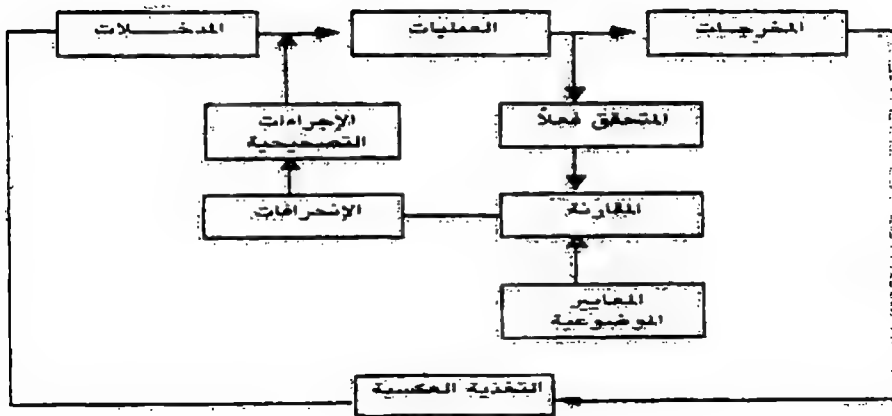 المدخلات
العمليات
المخرجات
الإجراءات
التصحيحية
المتحقق فعلاً
الإنحرافات
المقارنة
المعايير
الموضوعية
التغذية العكسية